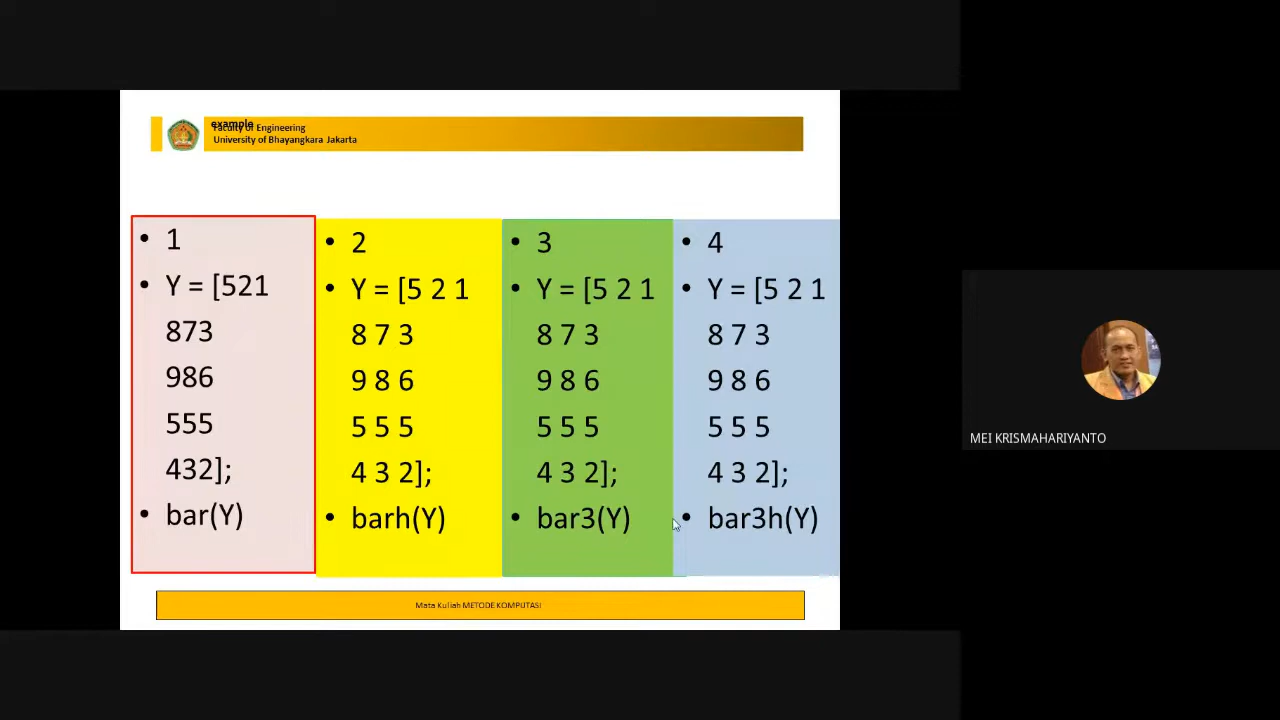 example
Faculty of Engineering
University of Bhayangkara Jakarta
• 1
• Y = [521
873
986
555
432];
• bar(Y)
• 2
• Y = [5 2 1
8 7 3
9 8 6
5 5 5
4 3 2];
• barh(Y)
• 3
• Y = [5 2 1
8 7 3
9 8 6
5 5 5
4 3 2];
• bar3(Y)
• 4
• Y = [5 2 1
8 7 3
9 8 6
5 5 5
4 3 2];
• bar3h(Y)
Mata Kuliah METODE KOMPUTASI
MEI KRISMAHARIYANTO